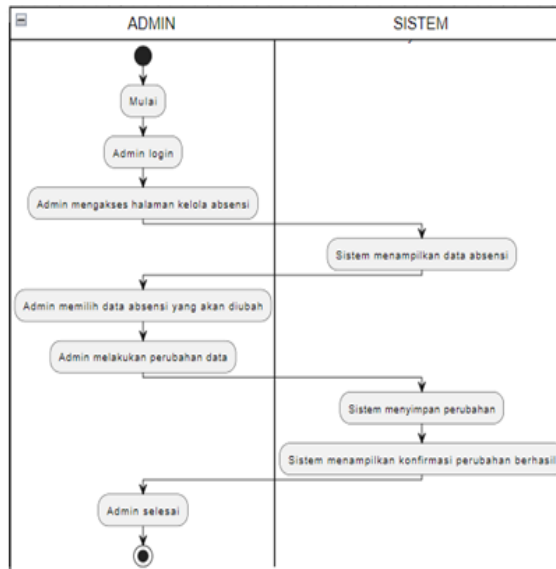 ADMIN
SISTEM
Mulai
Admin login
Admin mengakses halaman kelola absensi
Sistem menampilkan data absensi
Admin memilih data absensi yang akan diubah
Admin melakukan perubahan data
Sistem menyimpan perubahan
Sistem menampilkan konfirmasi perubahan berhasil
Admin selesai